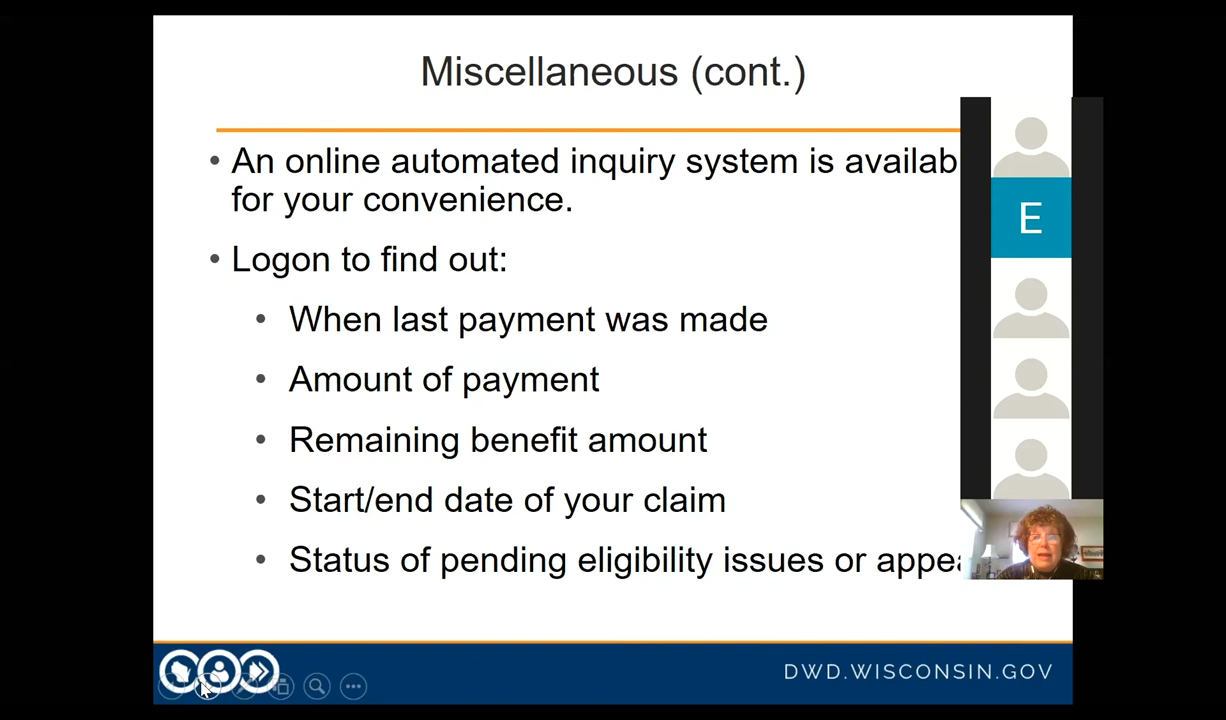 Miscellaneous (cont.)
• An online automated inquiry system is availab
for your convenience.
• Logon to find out:
• When last payment was made
• Amount of payment
• Remaining benefit amount
• Start/end date of your claim
• Status of pending eligibility issues or appea
E
DWD.WISCONSIN.GOV